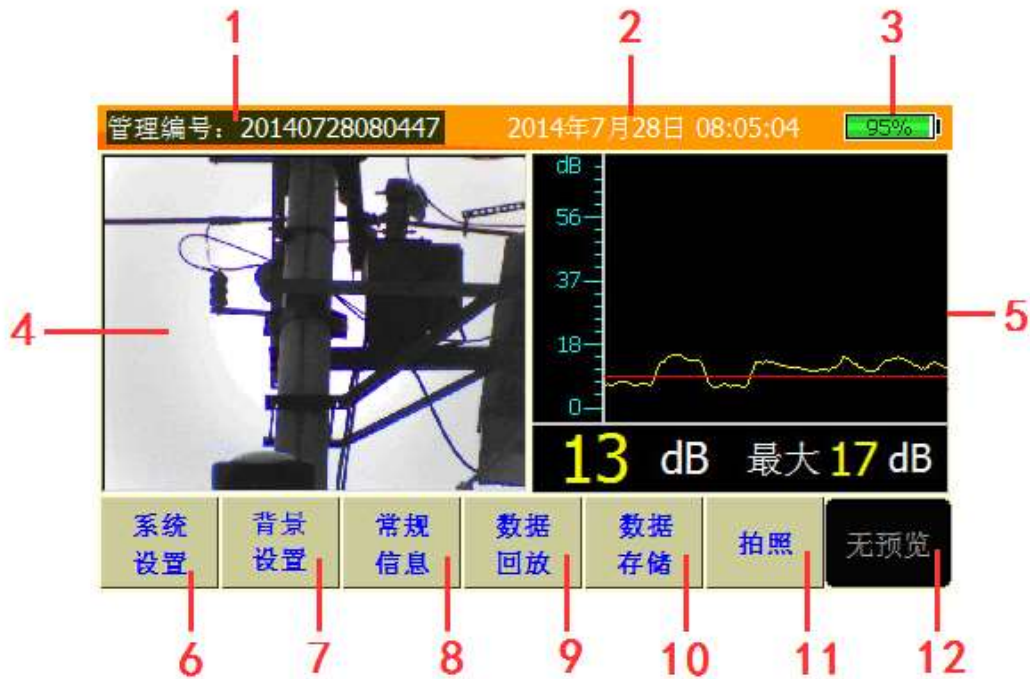 1 2 3
管理编号：20140728080447 2014年7月28日 08:05:04 95%
dB
56
37
18
0
4
5
13 dB 最大 17 dB
系统
设置
背景
设置
常规
信息
数据
回放
数据
存储
拍照
无预览
6 7 8 9 10 11 12